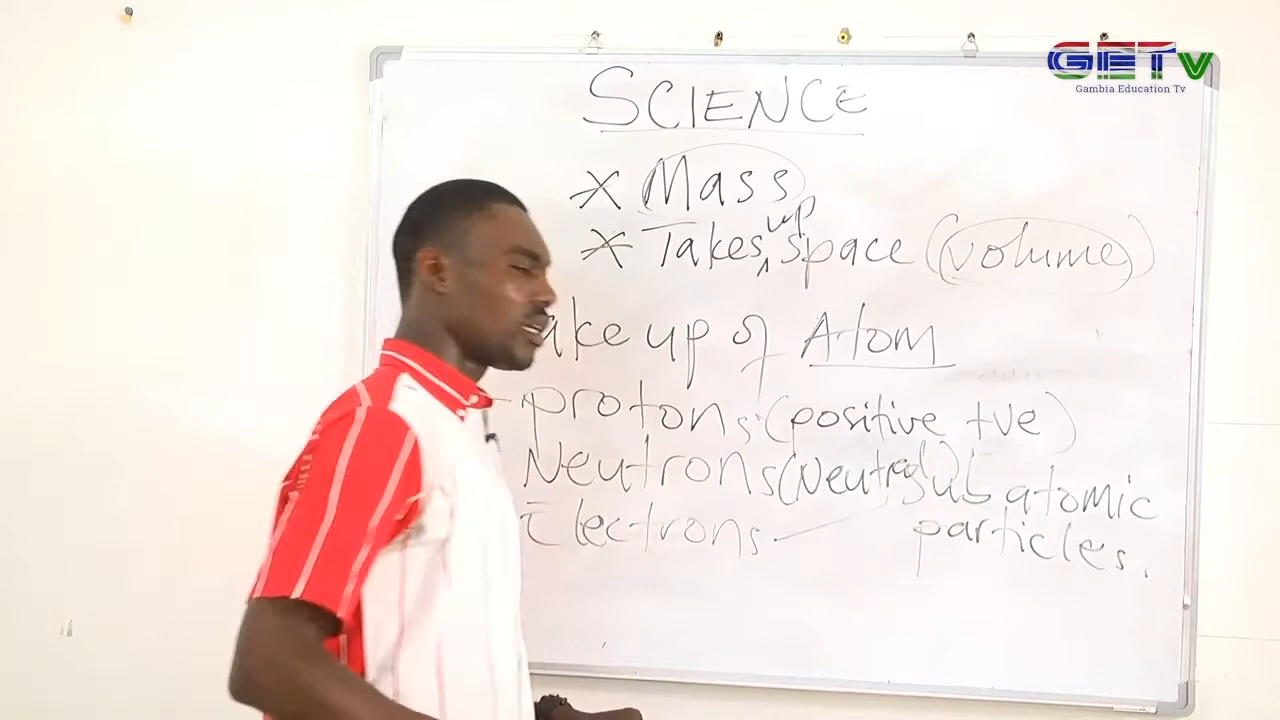 GETV
Gambia Education Tv
SCIENCE
* Mass
* Takes up space (volume)
ake up of Atom
- protons (positive +ve)
Neutrons (Neutral) Sub atomic
Electrons — particles.